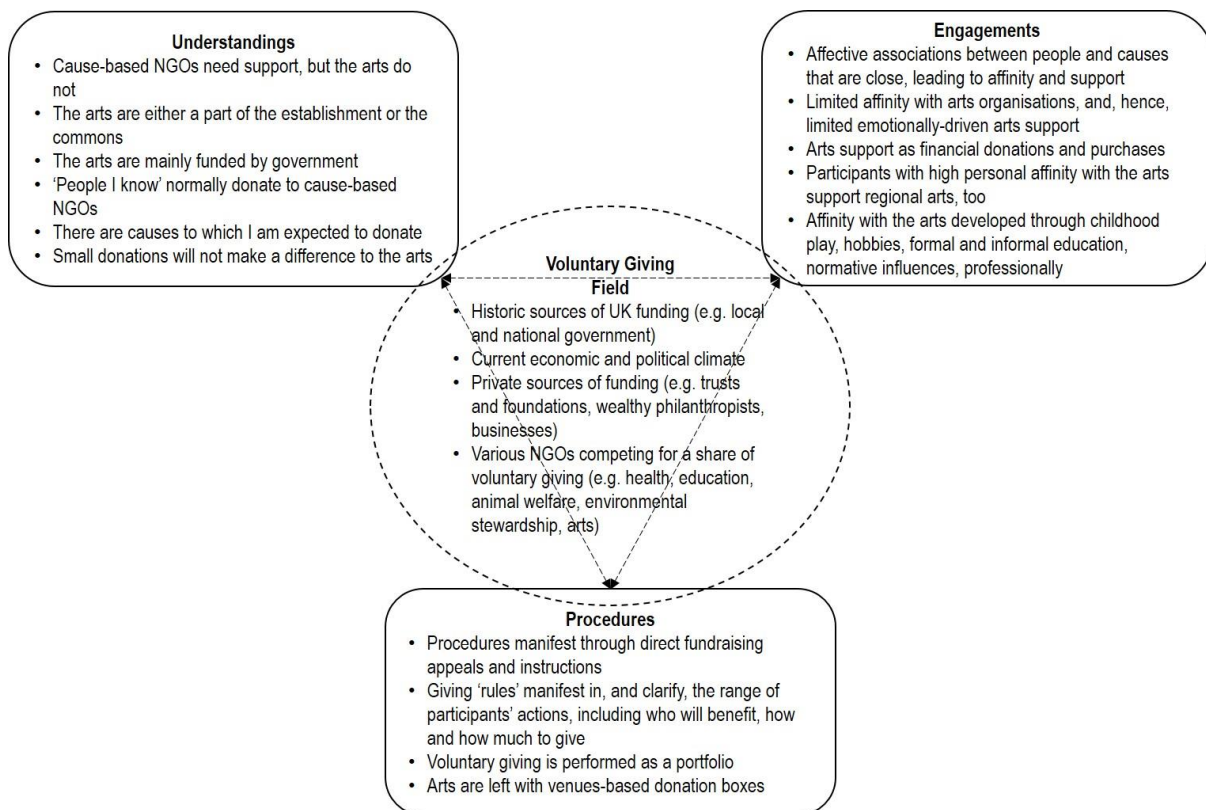 Understandings
• Cause-based NGOs need support, but the arts do
not
• The arts are either a part of the establishment or the
commons
• The arts are mainly funded by government
• ‘People I know’ normally donate to cause-based
NGOs
• There are causes to which I am expected to donate
• Small donations will not make a difference to the arts
Engagements
• Affective associations between people and causes
that are close, leading to affinity and support
• Limited affinity with arts organisations, and, hence,
limited emotionally-driven arts support
• Arts support as financial donations and purchases
• Participants with high personal affinity with the arts
support regional arts, too
• Affinity with the arts developed through childhood
play, hobbies, formal and informal education,
normative influences, professionally
Voluntary Giving
Field
• Historic sources of UK funding (e.g. local
and national government)
• Current economic and political climate
• Private sources of funding (e.g. trusts
and foundations, wealthy philanthropists,
businesses)
• Various NGOs competing for a share of
voluntary giving (e.g. health, education,
animal welfare, environmental
stewardship, arts)
Procedures
• Procedures manifest through direct fundraising
appeals and instructions
• Giving ‘rules’ manifest in, and clarify, the range of
participants’ actions, including who will benefit, how
and how much to give
• Voluntary giving is performed as a portfolio
• Arts are left with venues-based donation boxes